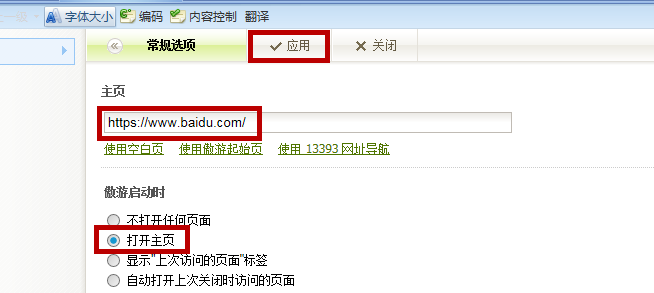 字体大小 编码 内容控制 翻译
常规选项 应用 关闭
主页
https://www.baidu.com/
使用空白页 使用傲游起始页 使用 13393 网址导航
傲游启动时
不打开任何页面
打开主页
显示"上次访问的页面"标签
自动打开上次关闭时访问的页面